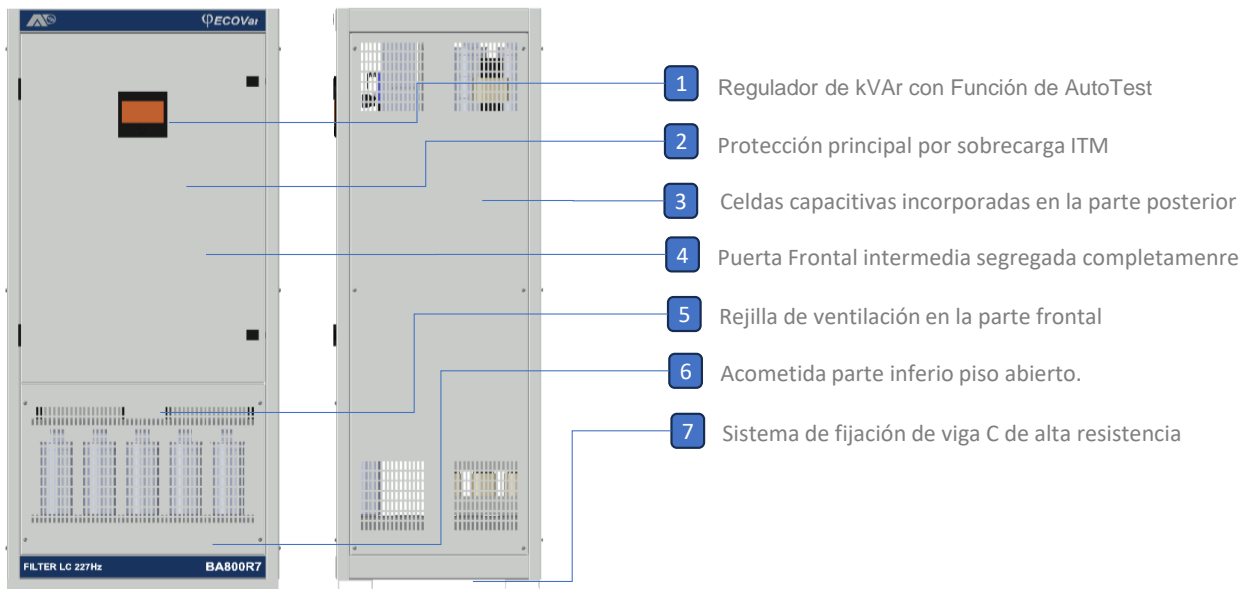 AS φECOVar
1 Regulador de kVAr con Función de AutoTest
2 Protección principal por sobrecarga ITM
3 Celdas capacitivas incorporadas en la parte posterior
4 Puerta Frontal intermedia segregada completamenre
5 Rejilla de ventilación en la parte frontal
6 Acometida parte inferio piso abierto.
7 Sistema de fijación de viga C de alta resistencia
FILTER LC 227Hz BA800R7